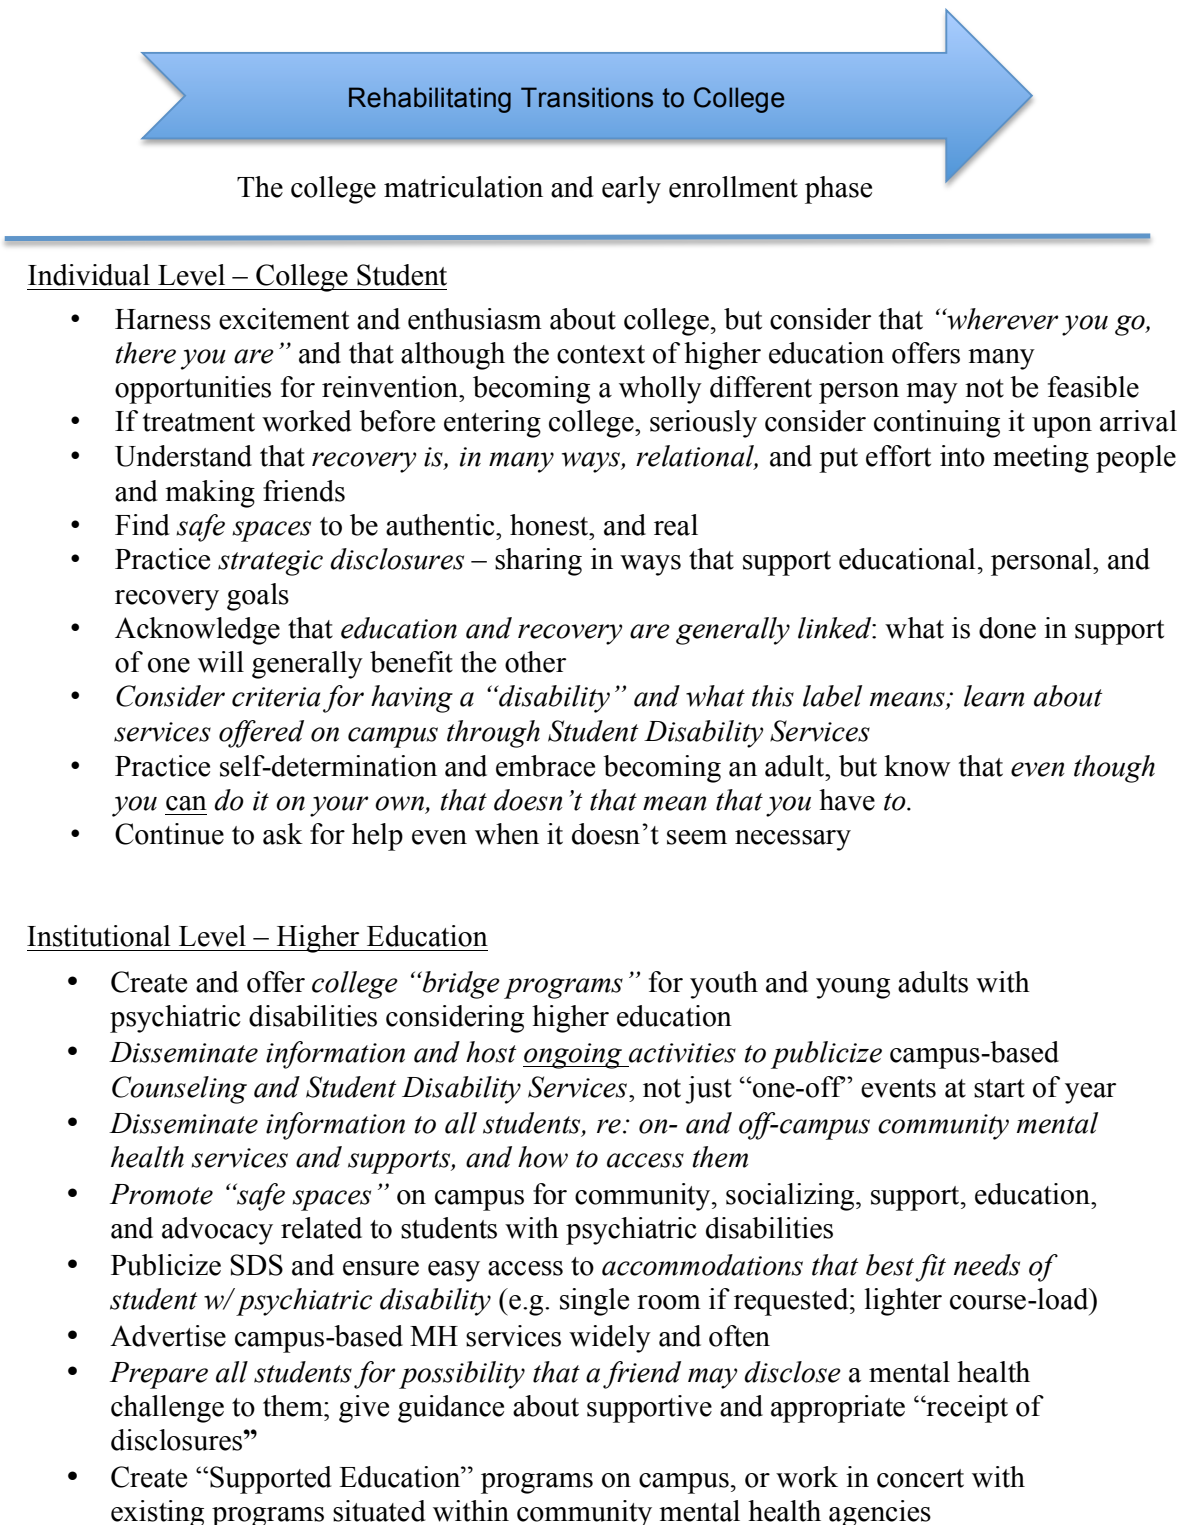 Rehabilitating Transitions to College
The college matriculation and early enrollment phase
Individual Level – College Student
• Harness excitement and enthusiasm about college, but consider that “wherever you go,
there you are” and that although the context of higher education offers many
opportunities for reinvention, becoming a wholly different person may not be feasible
• If treatment worked before entering college, seriously consider continuing it upon arrival
• Understand that recovery is, in many ways, relational, and put effort into meeting people
and making friends
• Find safe spaces to be authentic, honest, and real
• Practice strategic disclosures – sharing in ways that support educational, personal, and
recovery goals
• Acknowledge that education and recovery are generally linked: what is done in support
of one will generally benefit the other
• Consider criteria for having a “disability” and what this label means; learn about
services offered on campus through Student Disability Services
• Practice self-determination and embrace becoming an adult, but know that even though
you can do it on your own, that doesn’t that mean that you have to.
• Continue to ask for help even when it doesn’t seem necessary
Institutional Level – Higher Education
• Create and offer college “bridge programs” for youth and young adults with
psychiatric disabilities considering higher education
• Disseminate information and host ongoing activities to publicize campus-based
Counseling and Student Disability Services, not just “one-off” events at start of year
• Disseminate information to all students, re: on- and off-campus community mental
health services and supports, and how to access them
• Promote “safe spaces” on campus for community, socializing, support, education,
and advocacy related to students with psychiatric disabilities
• Publicize SDS and ensure easy access to accommodations that best fit needs of
student w/ psychiatric disability (e.g. single room if requested; lighter course-load)
• Advertise campus-based MH services widely and often
• Prepare all students for possibility that a friend may disclose a mental health
challenge to them; give guidance about supportive and appropriate “receipt of
disclosures”
• Create “Supported Education” programs on campus, or work in concert with
existing programs situated within community mental health agencies